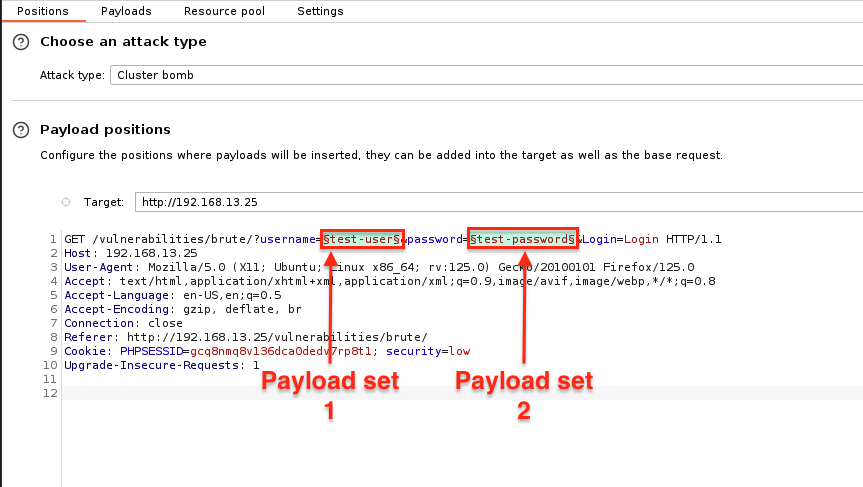 Positions Payloads Resource pool Settings
Choose an attack type
Attack type: Cluster bomb
Payload positions
Configure the positions where payloads will be inserted, they can be added into the target as well as the base request.
Target: http://192.168.13.25
1 GET /vulnerabilities/brute/?username=§test-user§&password=§test-password§&Login=Login HTTP/1.1
2 Host: 192.168.13.25
3 User-Agent: Mozilla/5.0 (X11; Ubuntu; Linux x86_64; rv:125.0) Gecko/20100101 Firefox/125.0
4 Accept: text/html,application/xhtml+xml,application/xml;q=0.9,image/avif,image/webp,*/*;q=0.8
5 Accept-Language: en-US,en;q=0.5
6 Accept-Encoding: gzip, deflate, br
7 Connection: close
8 Referer: http://192.168.13.25/vulnerabilities/brute/
9 Cookie: PHPSESSID=gcq8nmq8v136dca0dedv7rp8t1; security=low
10 Upgrade-Insecure-Requests: 1
11
12
Payload set
1
Payload set
2